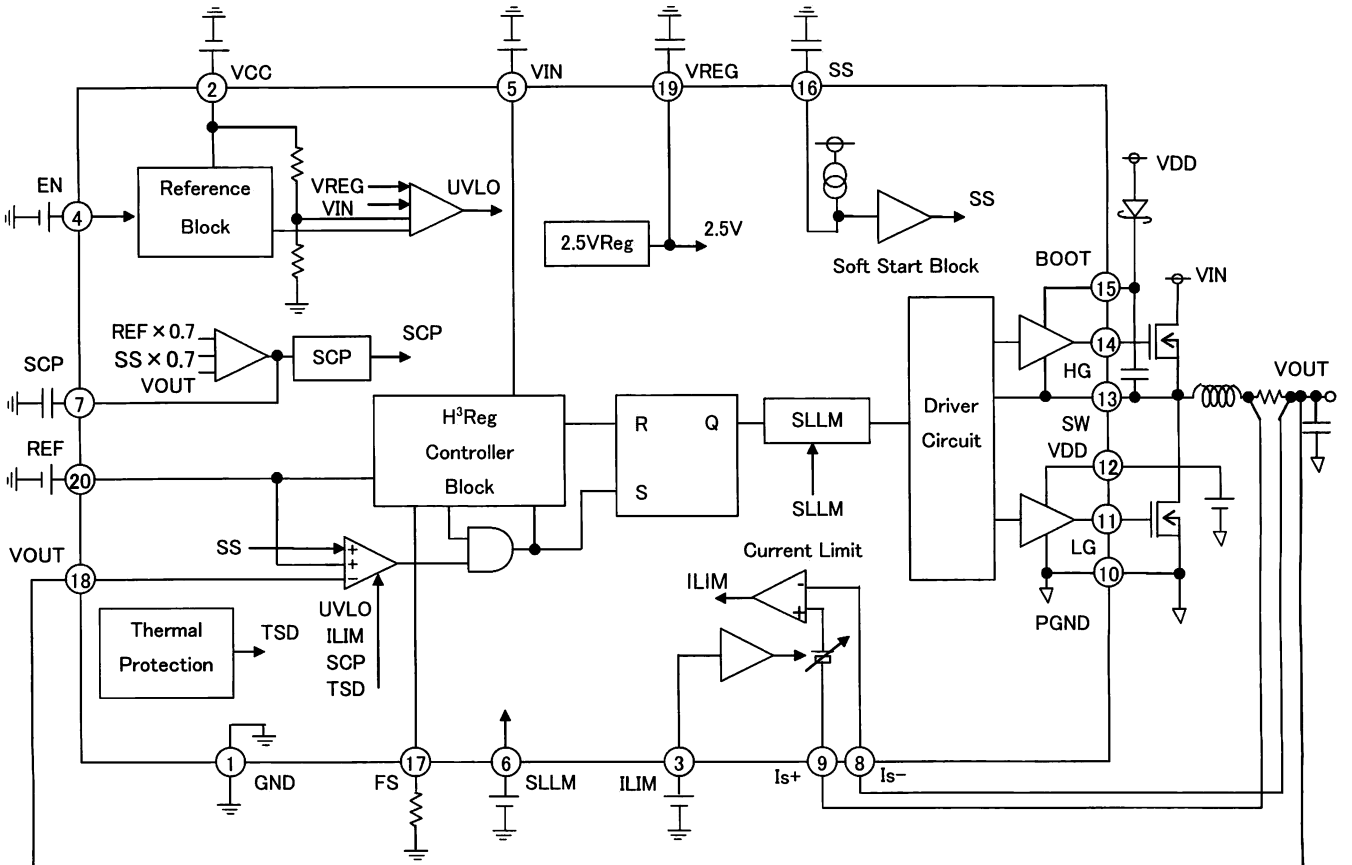 VCC
VIN
VREG
SS
2
5
19
16
EN
4
Reference
Block
VREG
VIN
UVLO
2.5VReg
2.5V
SS
Soft Start Block
VDD
BOOT
15
VIN
14
HG
13
SW
VOUT
REF×0.7
SS×0.7
VOUT
SCP
SCP
SCP
7
REF
20
H³Reg
Controller
Block
R
Q
S
SLLM
SLLM
Driver
Circuit
VDD
12
11
LG
10
PGND
VOUT
18
SS
+
+
-
UVLO
ILIM
SCP
TSD
Thermal
Protection
TSD
Current Limit
ILIM
-
+
1
GND
17
FS
6
SLLM
3
ILIM
9
Is+
8
Is-